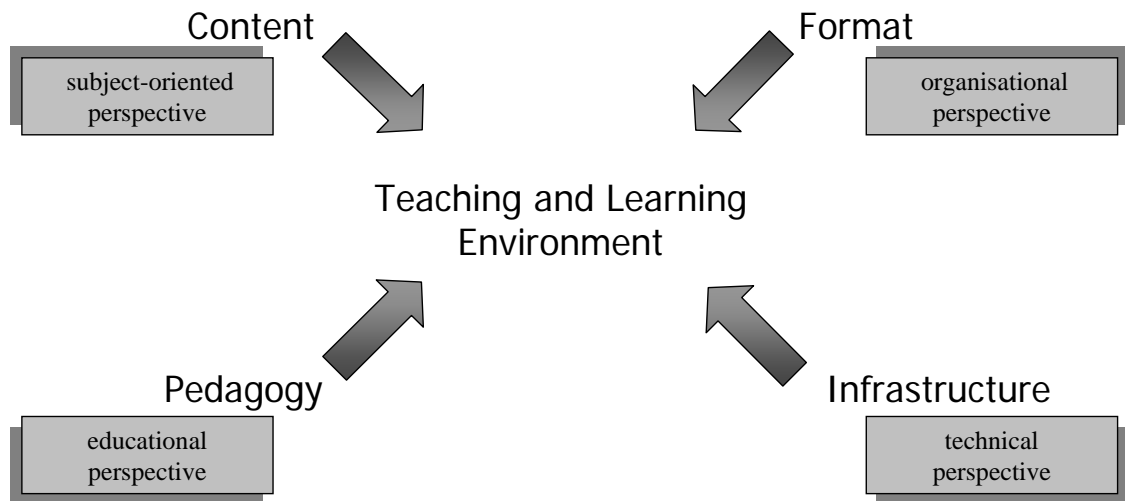 Content
subject-oriented
perspective
Format
organisational
perspective
Teaching and Learning
Environment
Pedagogy
educational
perspective
Infrastructure
technical
perspective